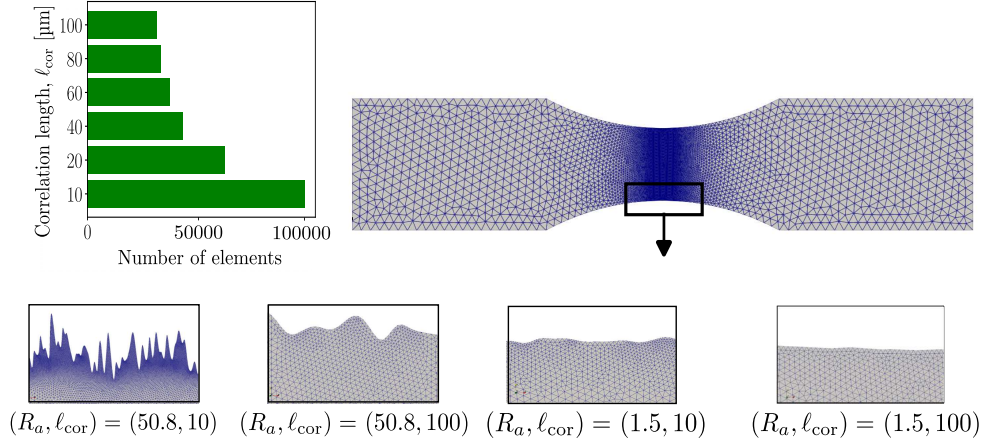 Correlation length, ℓcor [µm]
100
80
60
40
20
10
0 50000 100000
Number of elements
(Ra, ℓcor) = (50.8, 10)
(Ra, ℓcor) = (50.8, 100)
(Ra, ℓcor) = (1.5, 10)
(Ra, ℓcor) = (1.5, 100)